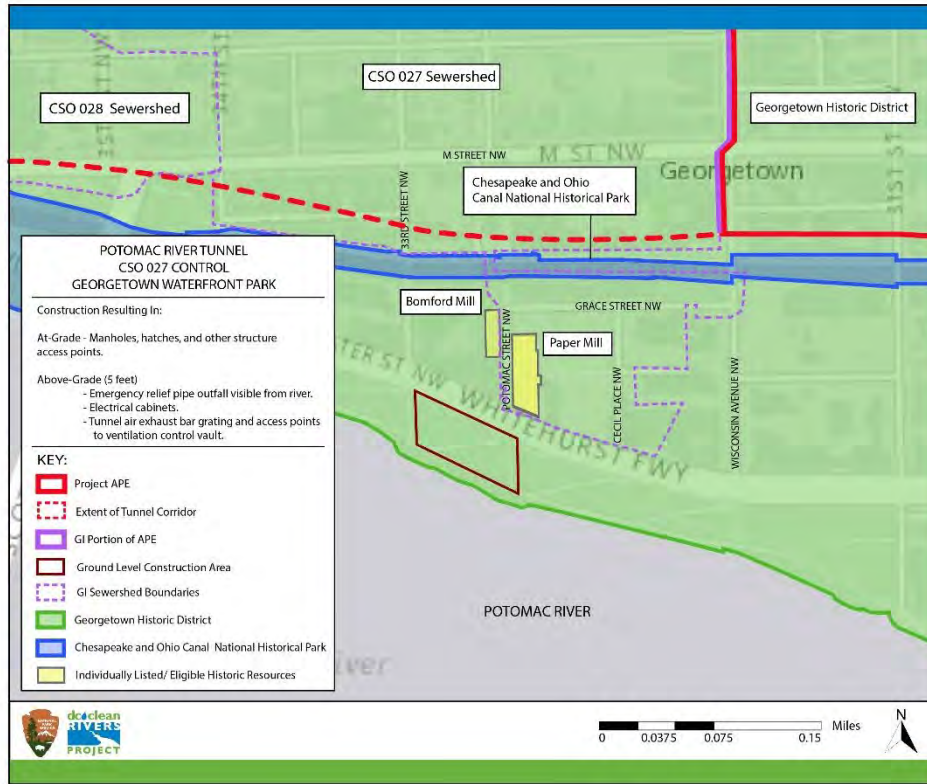 CSO 027 Sewershed
CSO 028 Sewershed
Georgetown Historic District
31ST ST
M STREET NW
M ST NW
Georgetown
Chesapeake and Ohio
Canal National Historical Park
33RD STREET NW
POTOMAC RIVER TUNNEL
CSO 027 CONTROL
GEORGETOWN WATERFRONT PARK
Construction Resulting In:
At-Grade - Manholes, hatches, and other structure
access points.
Above-Grade (5 feet)
- Emergency relief pipe outfall visible from river.
- Electrical cabinets.
- Tunnel air exhaust bar grating and access points
to ventilation control vault.
KEY:
Project APE
Extent of Tunnel Corridor
GI Portion of APE
Ground Level Construction Area
GI Sewershed Boundaries
Georgetown Historic District
Chesapeake and Ohio Canal National Historical Park
Individually Listed/ Eligible Historic Resources
Bomford Mill
POTOMAC STREET NW
Paper Mill
GRACE STREET NW
CECIL PLACE NW
WISCONSIN AVENUE NW
TER ST NW
WHITEHURST FWY
POTOMAC RIVER
iver
dc clean
RIVERS
PROJECT
0 0.0375 0.075 0.15 Miles
N